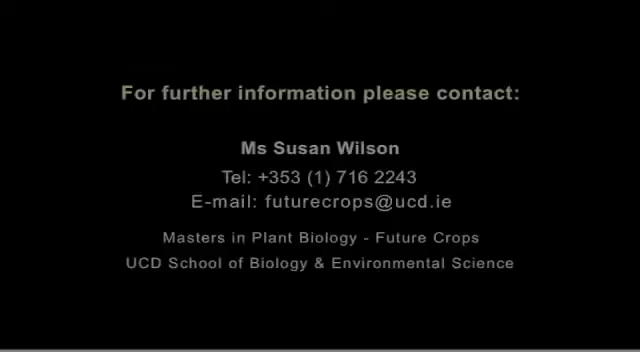 For further information please contact:
Ms Susan Wilson
Tel: +353 (1) 716 2243
E-mail: futurecrops@ucd.ie
Masters in Plant Biology - Future Crops
UCD School of Biology & Environmental Science